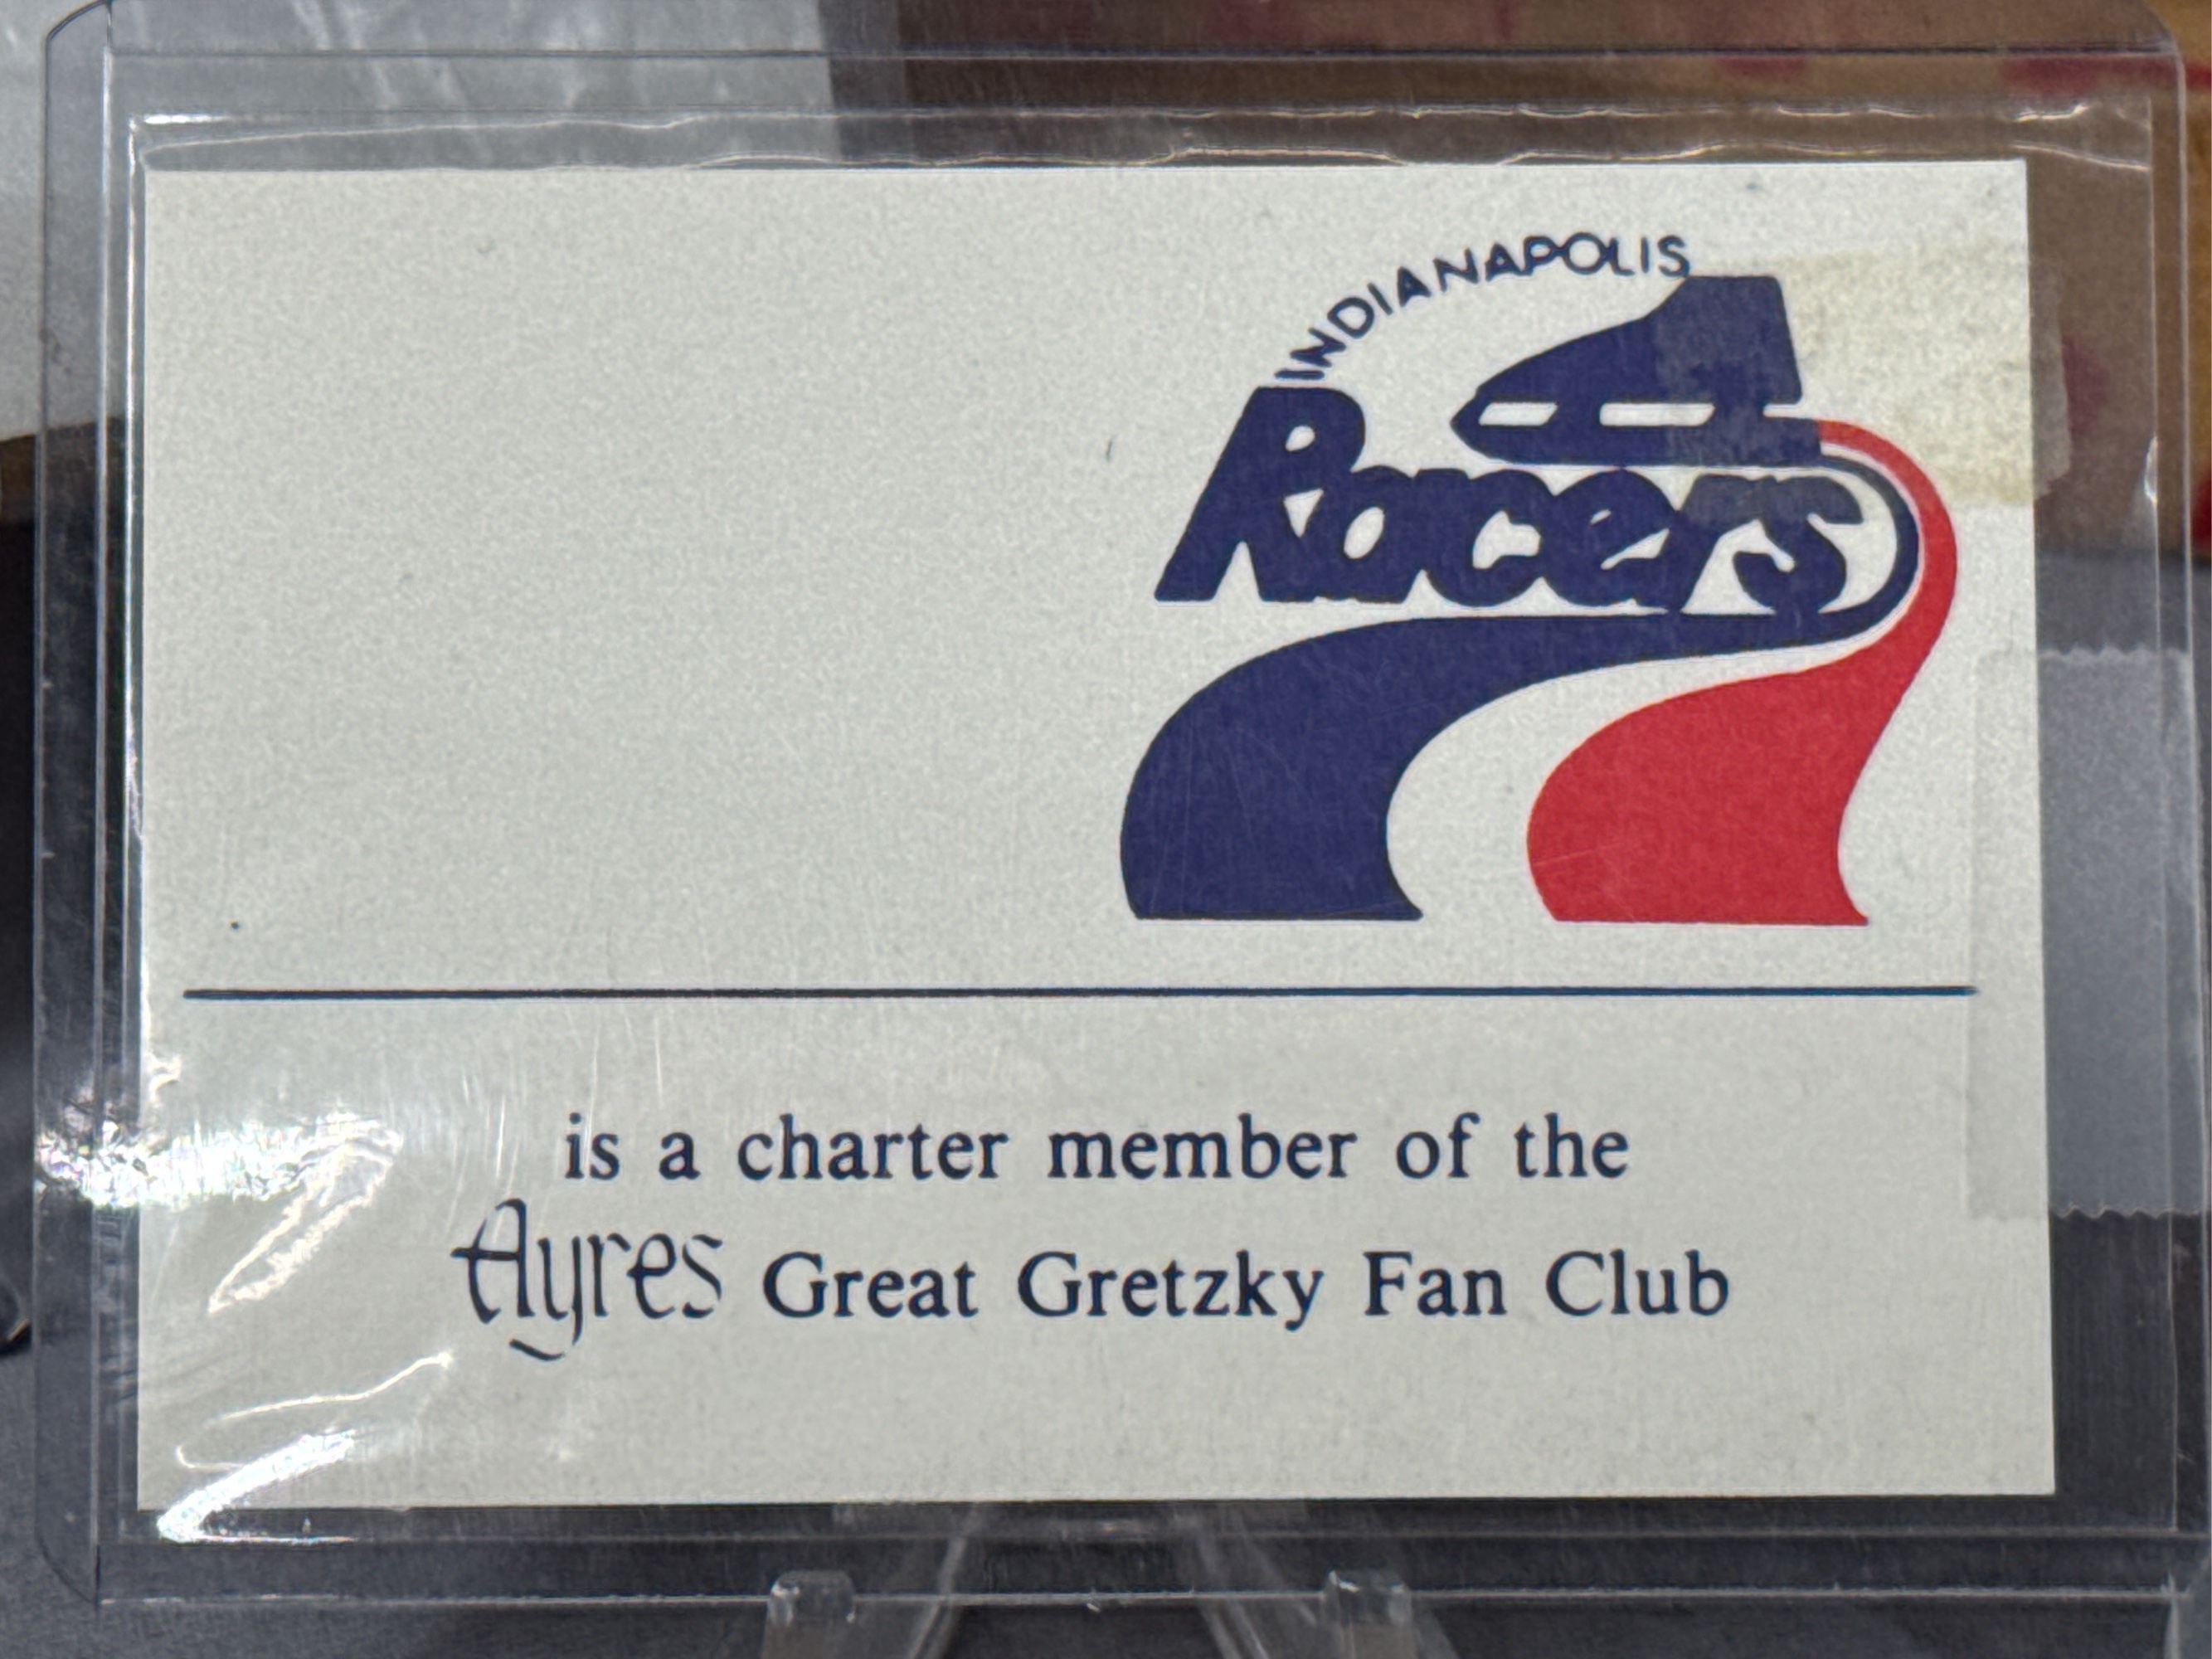 INDIANAPOLIS
Racers
is a charter member of the
Ayres Great Gretzky Fan Club